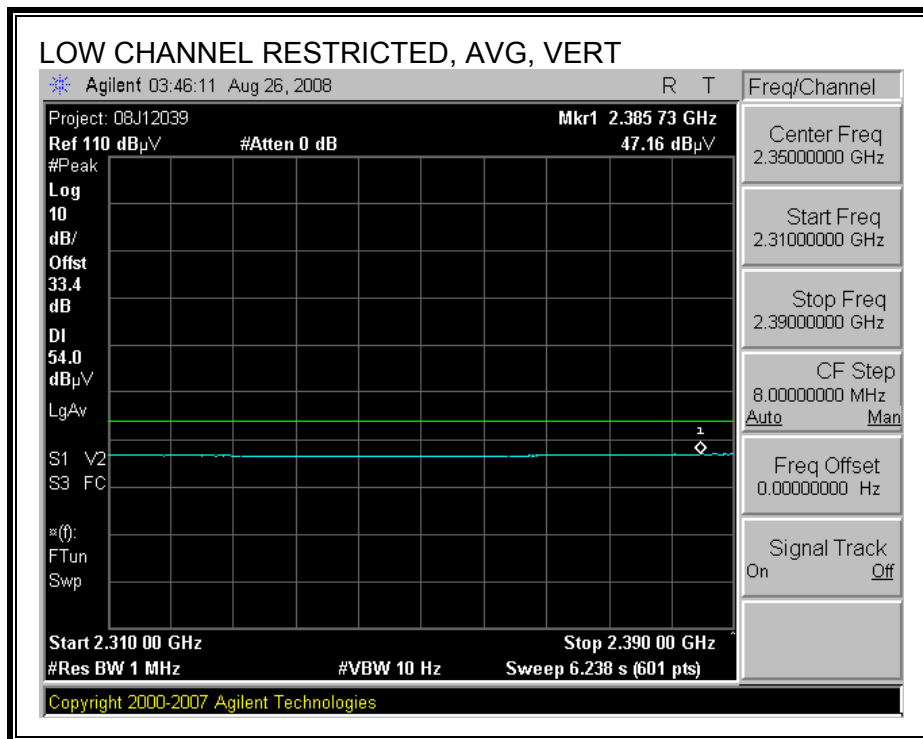 LOW CHANNEL RESTRICTED, AVG, VERT
Agilent 03:46:11 Aug 26, 2008 R T
Project: 08J12039 Mkr1 2.385 73 GHz
Ref 110 dBµV #Atten 0 dB 47.16 dBµV
#Peak
Log
10
dB/
Offst
33.4
dB
DI
54.0
dBµV
LgAv
1
S1 V2
S3 FC
¤(f):
FTun
Swp
Start 2.310 00 GHz Stop 2.390 00 GHz ^
#Res BW 1 MHz #VBW 10 Hz Sweep 6.238 s (601 pts)
Copyright 2000-2007 Agilent Technologies
Freq/Channel
Center Freq
2.35000000 GHz
Start Freq
2.31000000 GHz
Stop Freq
2.39000000 GHz
CF Step
8.00000000 MHz
Auto Man
Freq Offset
0.00000000 Hz
Signal Track
On Off